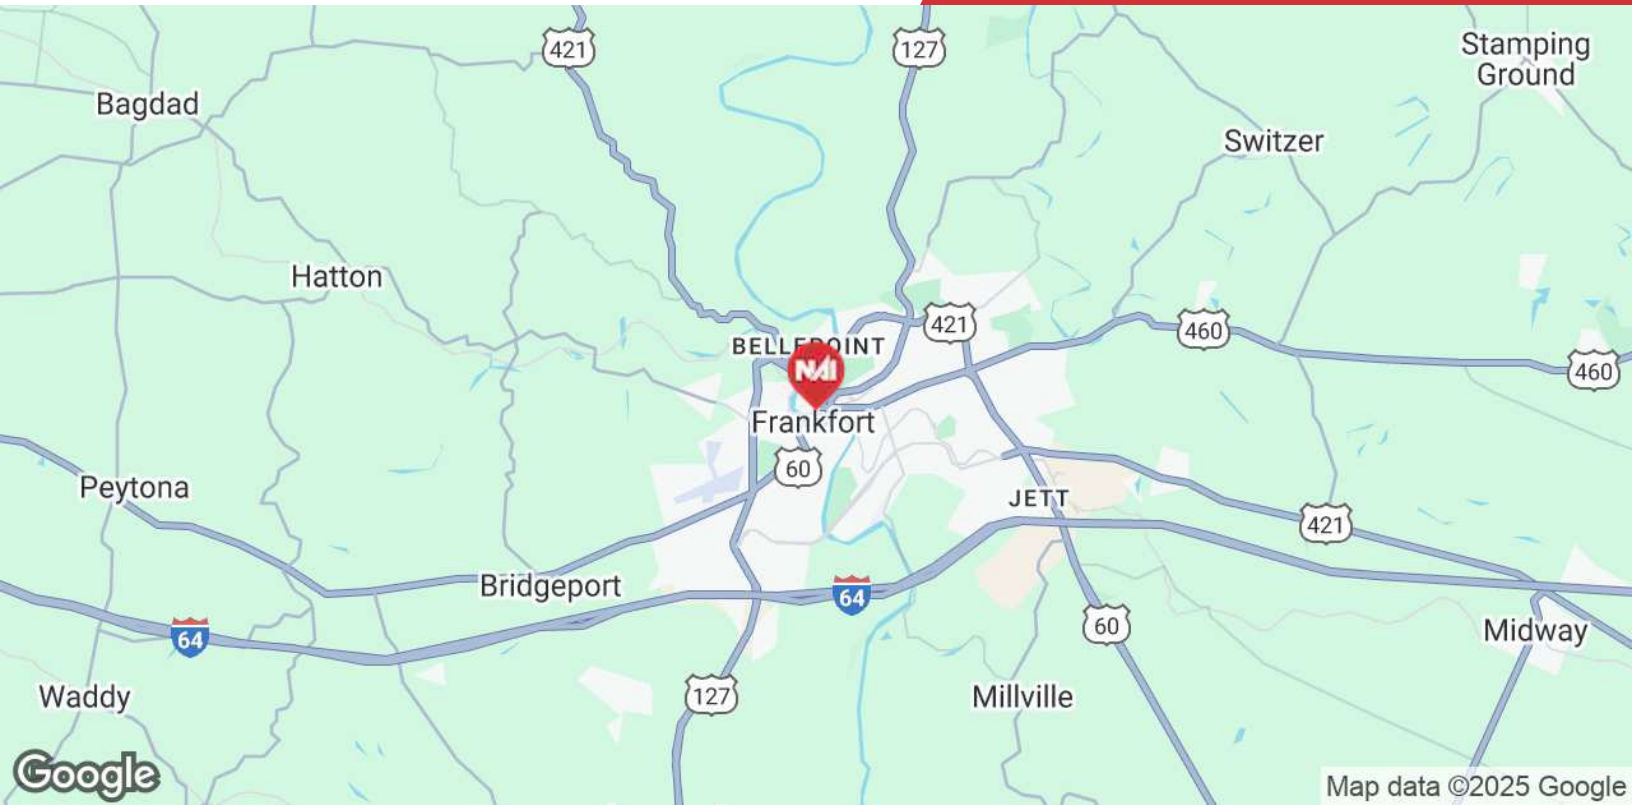 421
127
Stamping
Ground
Bagdad
Switzer
Hatton
421
460
BELLEPOINT
460
NAI
Frankfort
60
Peytona
JETT
421
Bridgeport
64
64
60
Midway
Waddy
127
Millville
Google
Map data ©2025 Google